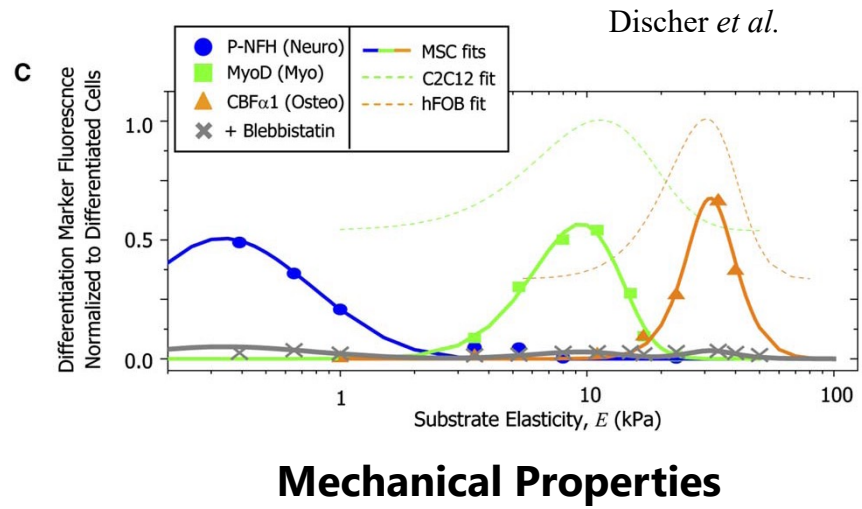 Discher et al.
C
P-NFH (Neuro)
MyoD (Myo)
CBFα1 (Osteo)
+ Blebbistatin
MSC fits
C2C12 fit
hFOB fit
Differentiation Marker Fluorescnce
Normalized to Differentiated Cells
1.0
0.5
0.0
1
10
100
Substrate Elasticity, E (kPa)
Mechanical Properties